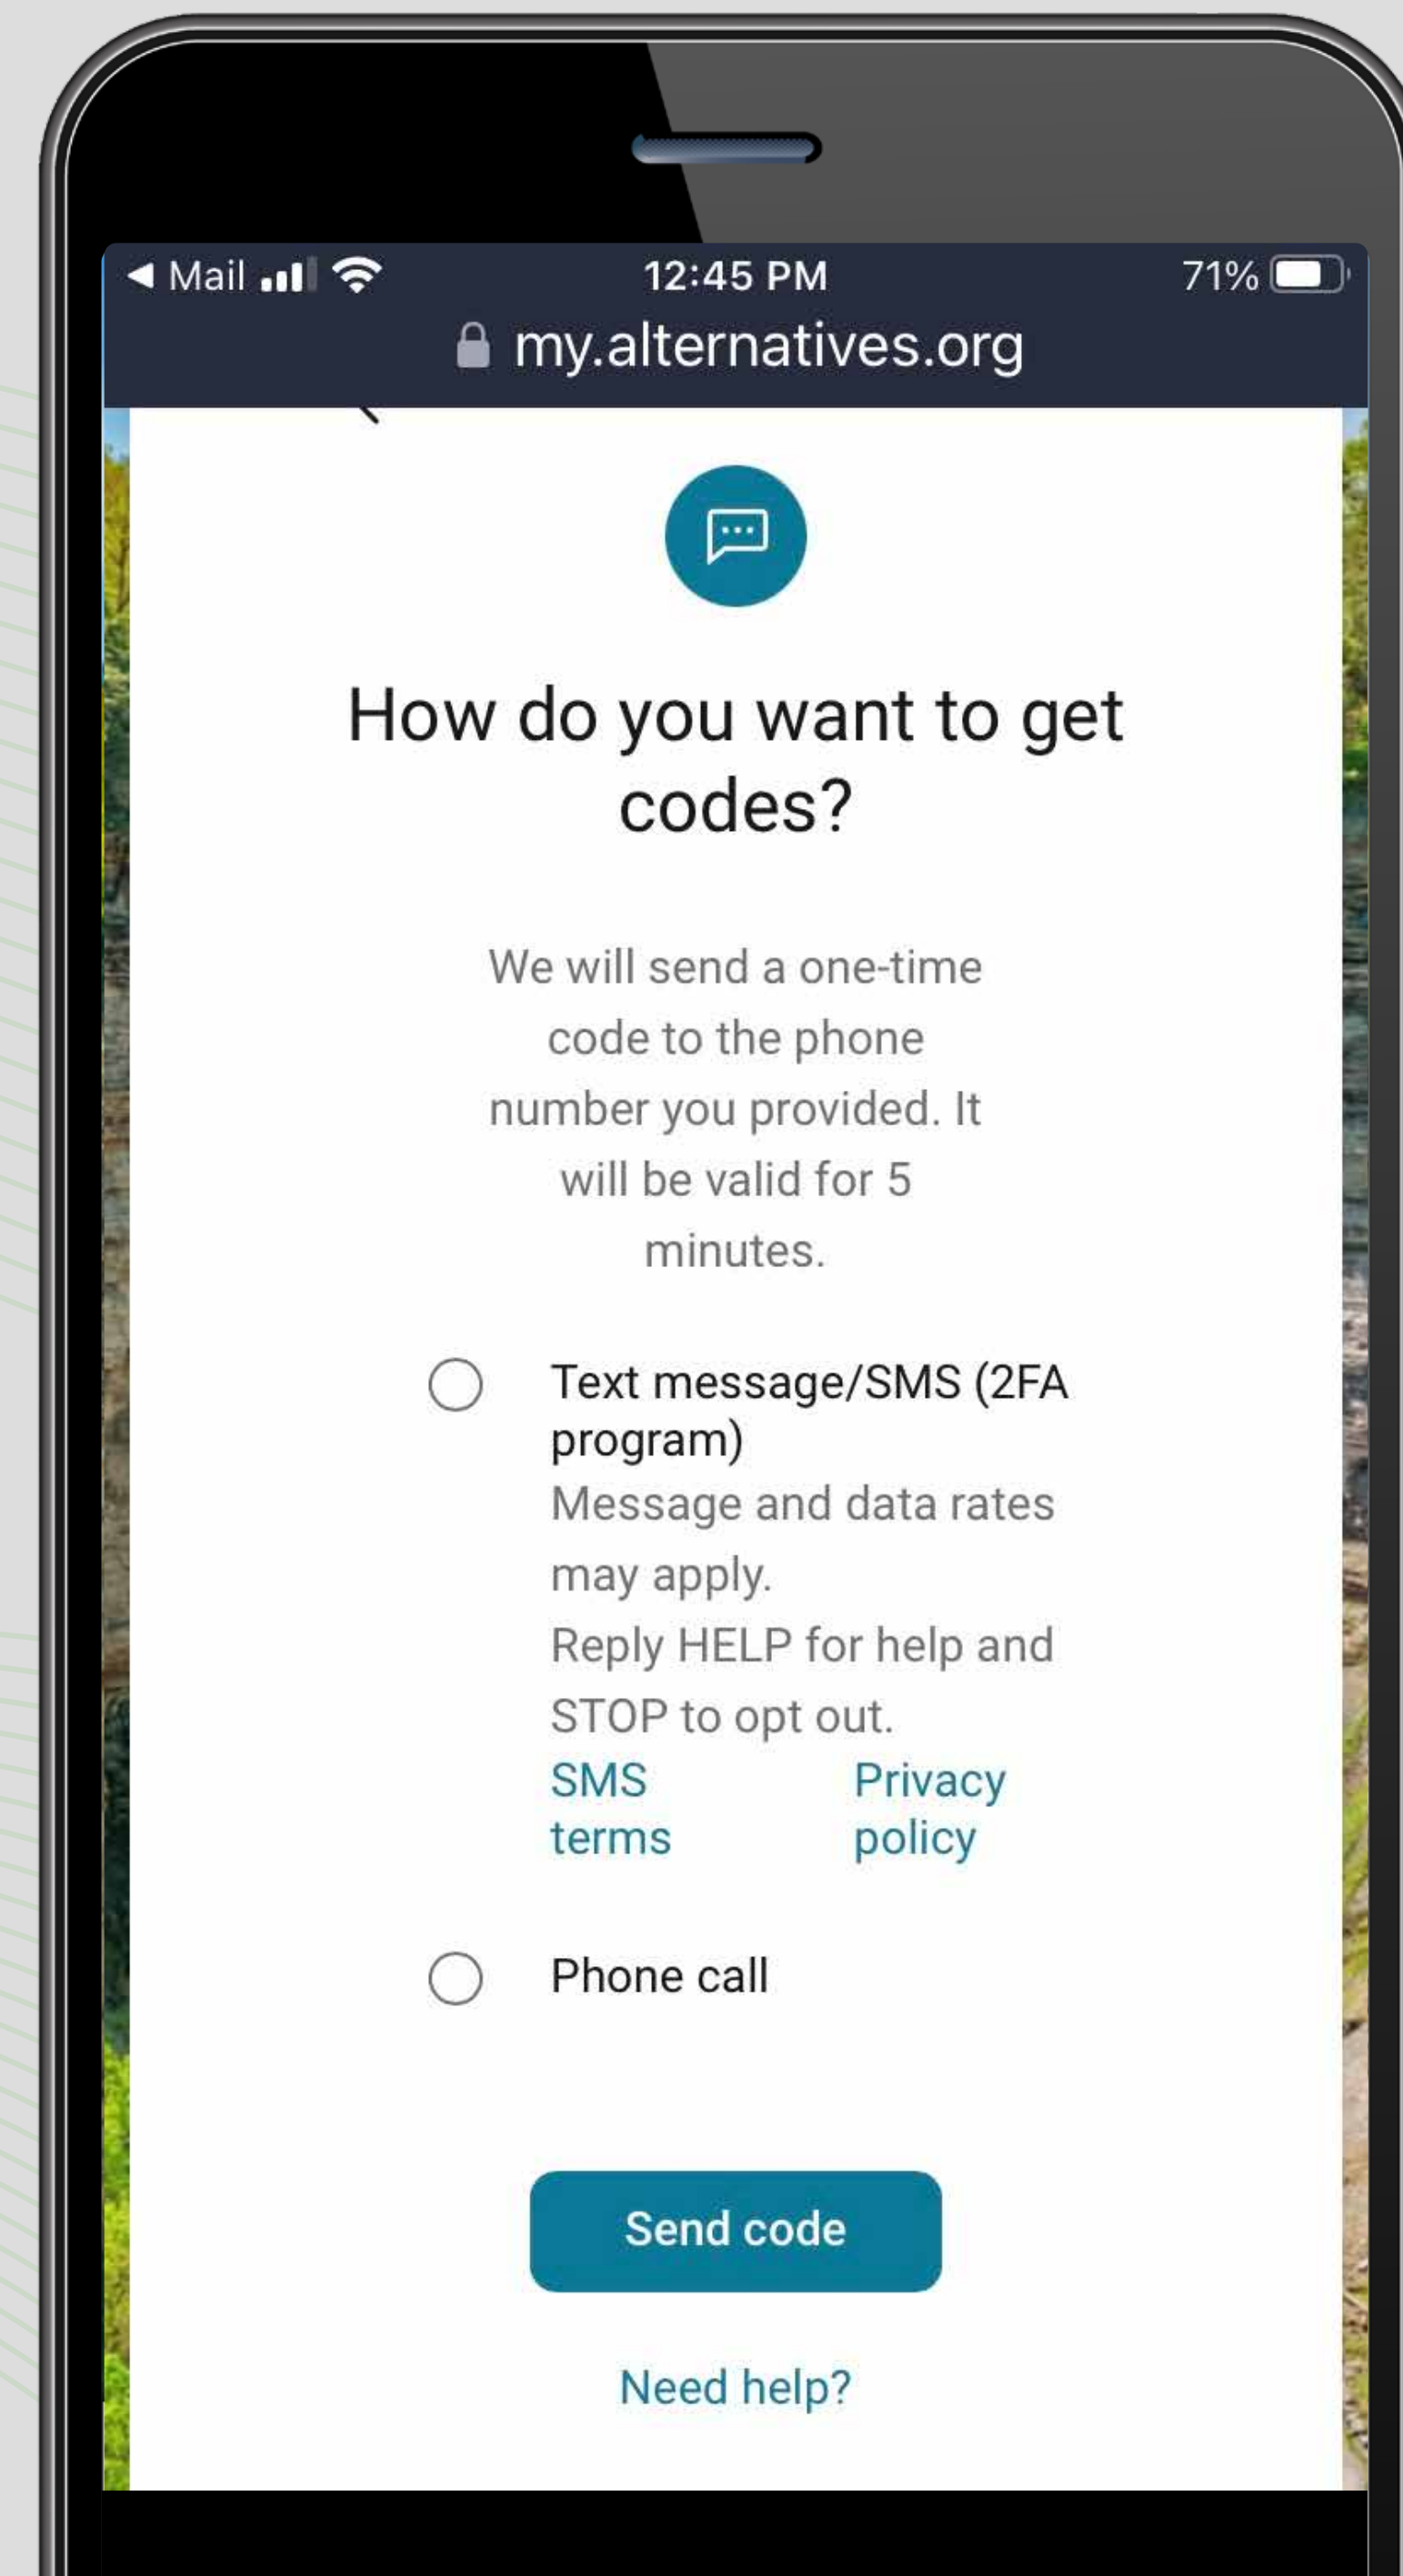 Mail
12:45 PM
71%
my.alternatives.org
How do you want to get
codes?
We will send a one-time
code to the phone
number you provided. It
will be valid for 5
minutes.
Text message/SMS (2FA
program)
Message and data rates
may apply.
Reply HELP for help and
STOP to opt out.
SMS
terms
Privacy
policy
Phone call
Send code
Need help?